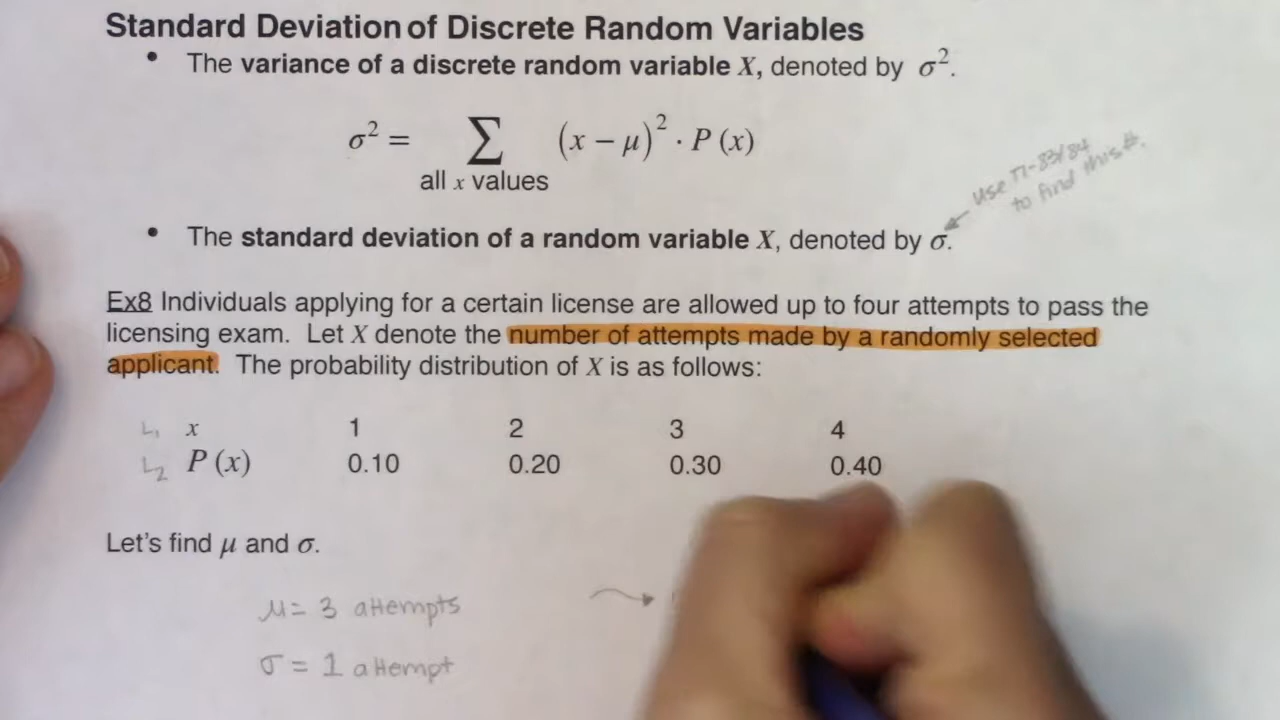 Standard Deviation of Discrete Random Variables
• The variance of a discrete random variable X, denoted by σ².
σ² = ∑ (x − μ)² · P (x)
all x values
use TI-83/84
to find this #.
• The standard deviation of a random variable X, denoted by σ.
Ex8 Individuals applying for a certain license are allowed up to four attempts to pass the
licensing exam. Let X denote the number of attempts made by a randomly selected
applicant. The probability distribution of X is as follows:
L₁ x 1 2 3 4
L₂ P (x) 0.10 0.20 0.30 0.40
Let's find μ and σ.
μ = 3 attempts
σ = 1 attempt